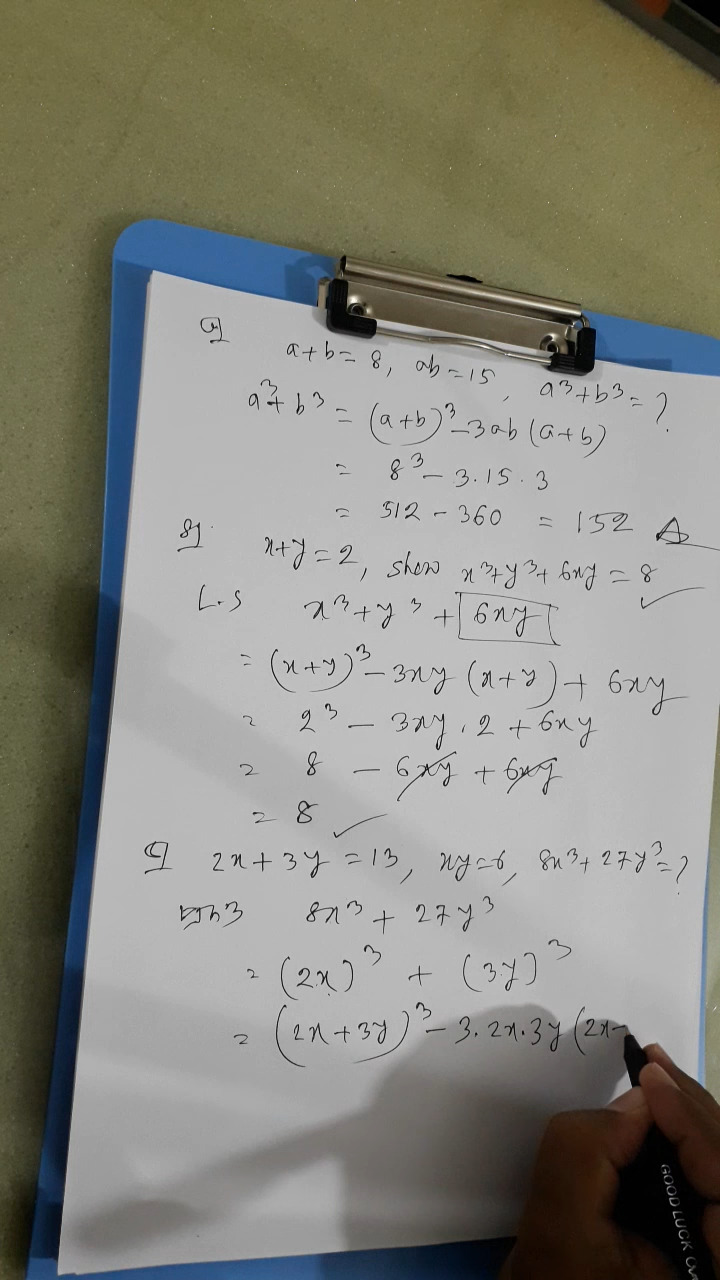 a+b=8, ab=15, a³+b³=?
a³+b³ = (a+b)³-3ab(a+b)
= 8³-3.15.3
= 512-360 = 152
x+y=2, show x³+y³+6xy=8
L.S x³+y³+6xy
= (x+y)³-3xy(x+y)+6xy
= 2³-3xy.2+6xy
= 8-6xy+6xy
= 8
2x+3y=13, xy=6, 8x³+27y³=?
8x³+27y³
= (2x)³+(3y)³
= (2x+3y)³-3.2x.3y(2x
GOOD LUCK